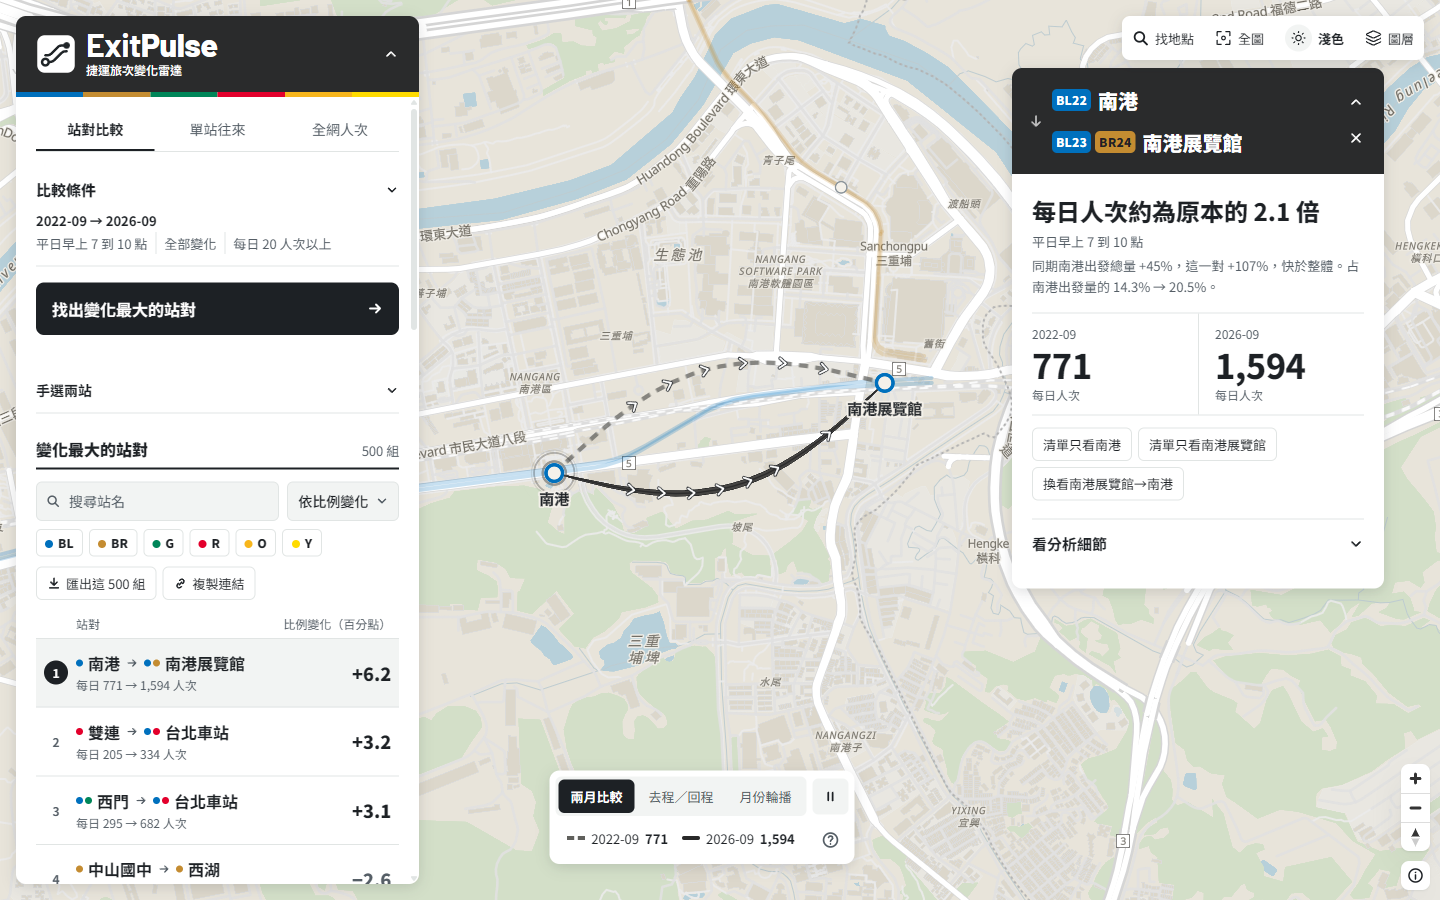 ExitPulse
捷運旅次變化雷達
站對比較
單站往來
全網人次
比較條件
2022-09 → 2026-09
平日早上 7 到 10 點
全部變化
每日 20 人次以上
找出變化最大的站對
手選兩站
變化最大的站對
500 組
搜尋站名
依比例變化
BL
BR
G
R
O
Y
匯出這 500 組
複製連結
站對
比例變化（百分點）
1
南港 → 南港展覽館
每日 771 → 1,594 人次
+6.2
2
雙連 → 台北車站
每日 205 → 334 人次
+3.2
3
西門 → 台北車站
每日 295 → 682 人次
+3.1
4
中山國中 → 西湖
−2.6
找地點
全圖
淺色
圖層
BL22 南港
BL23 BR24 南港展覽館
每日人次約為原本的 2.1 倍
平日早上 7 到 10 點
同期南港出發總量 +45%，這一對 +107%，快於整體。占
南港出發量的 14.3% → 20.5%。
2022-09
771
每日人次
2026-09
1,594
每日人次
清單只看南港
清單只看南港展覽館
換看南港展覽館→南港
看分析細節
1
Huandong Boulevard 環東大道
Chongyang Road 重陽路
環東大道
青子尾
渡船頭
Sanchongpu
三重埔
生態池
NANGANG
SOFTWARE PARK
南港軟體園區
三重埔
舊街
NANGANG
南港區
5
南港展覽館
vard 市民大道八段
5
南港
坡尾
Hengke
橫科
三重
埔埤
水尾
NANGANGZI
南港子
YIXING
宜興
3
兩月比較
去程／回程
月份輪播
2022-09 771
2026-09 1,594